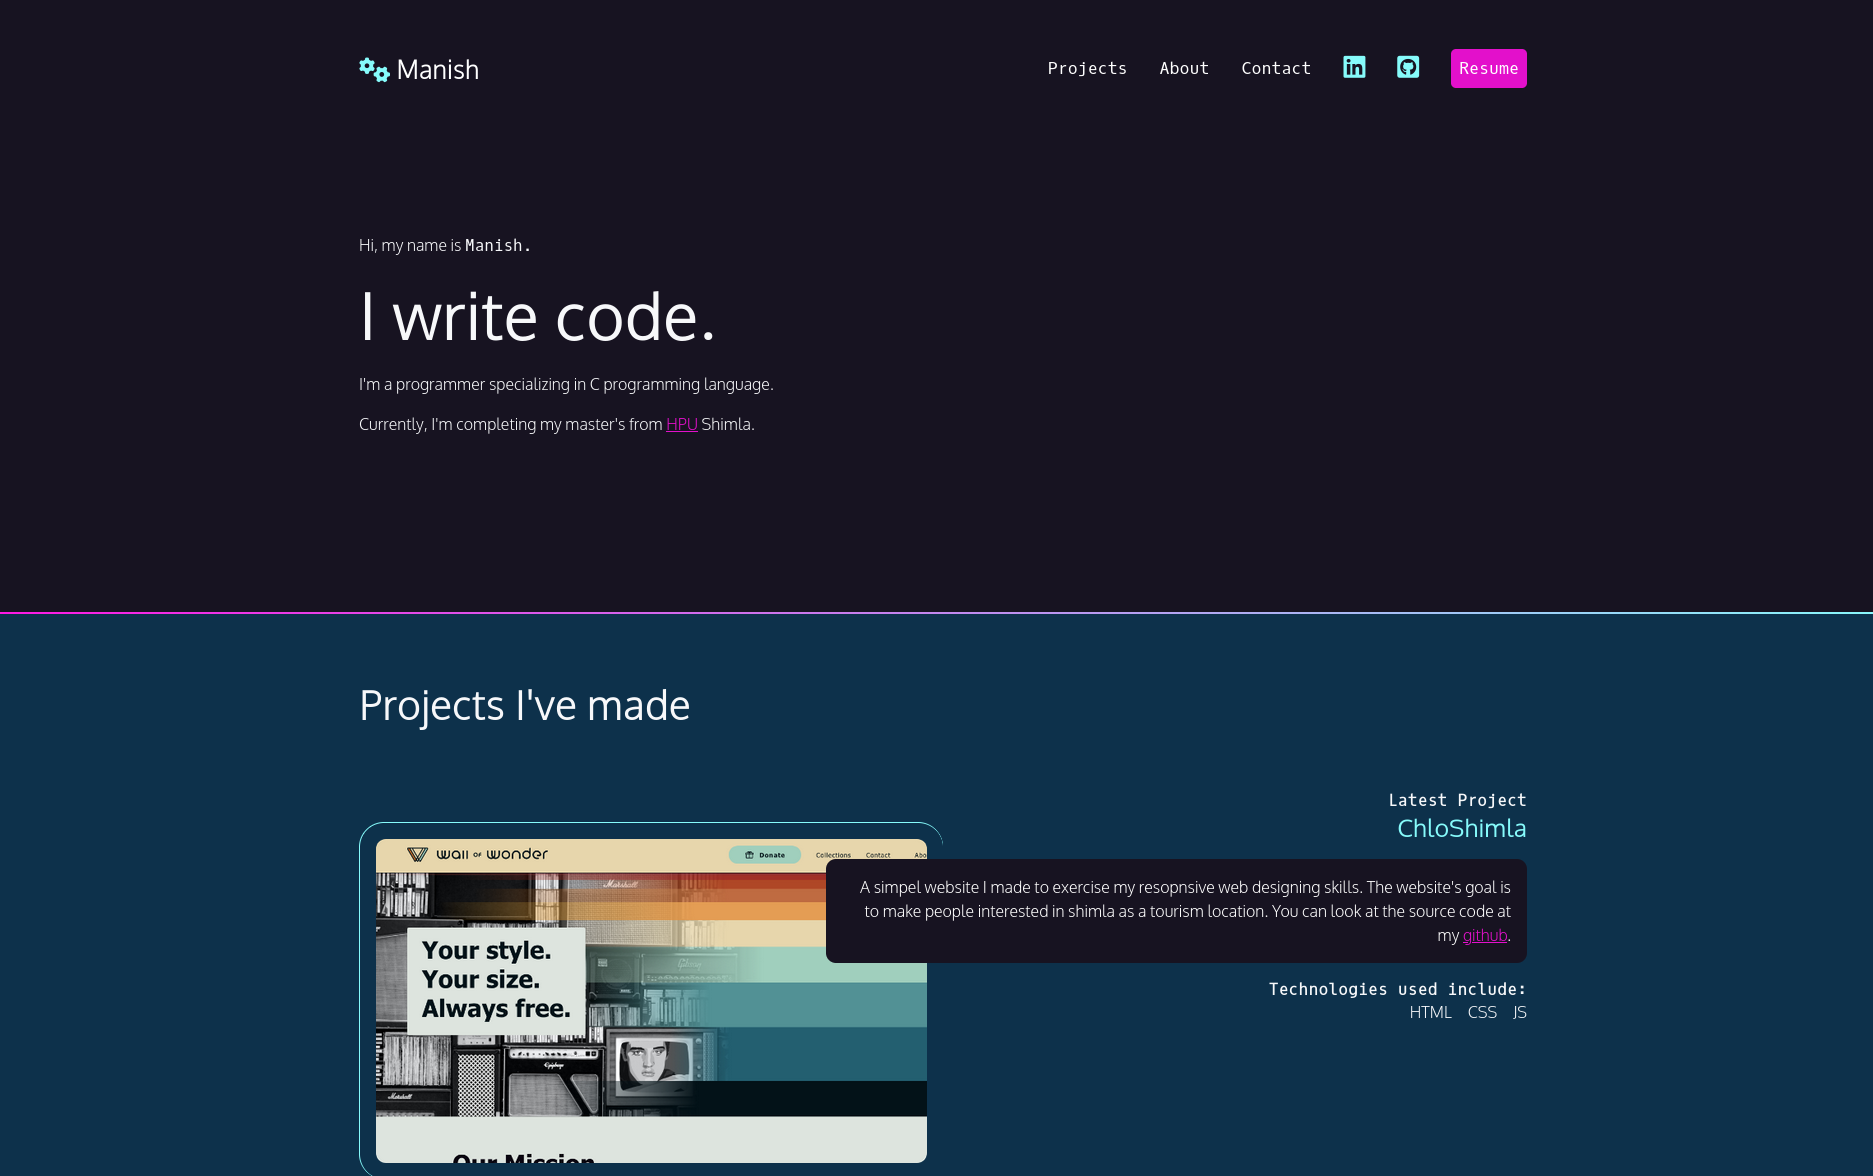 Manish
Projects About Contact Resume
Hi, my name is Manish.
I write code.
I'm a programmer specializing in C programming language.
Currently, I'm completing my master's from HPU Shimla.
Projects I've made
Latest Project
ChloShimla
A simpel website I made to exercise my resopnsive web designing skills. The website's goal is
to make people interested in shimla as a tourism location. You can look at the source code at
my github.
Technologies used include:
HTML CSS JS
wall of wonder
Donate Collections Contact Abo
Marshall
Your style.
Your size.
Always free.
Gibson
Epiphone
Marshall
Our Mission